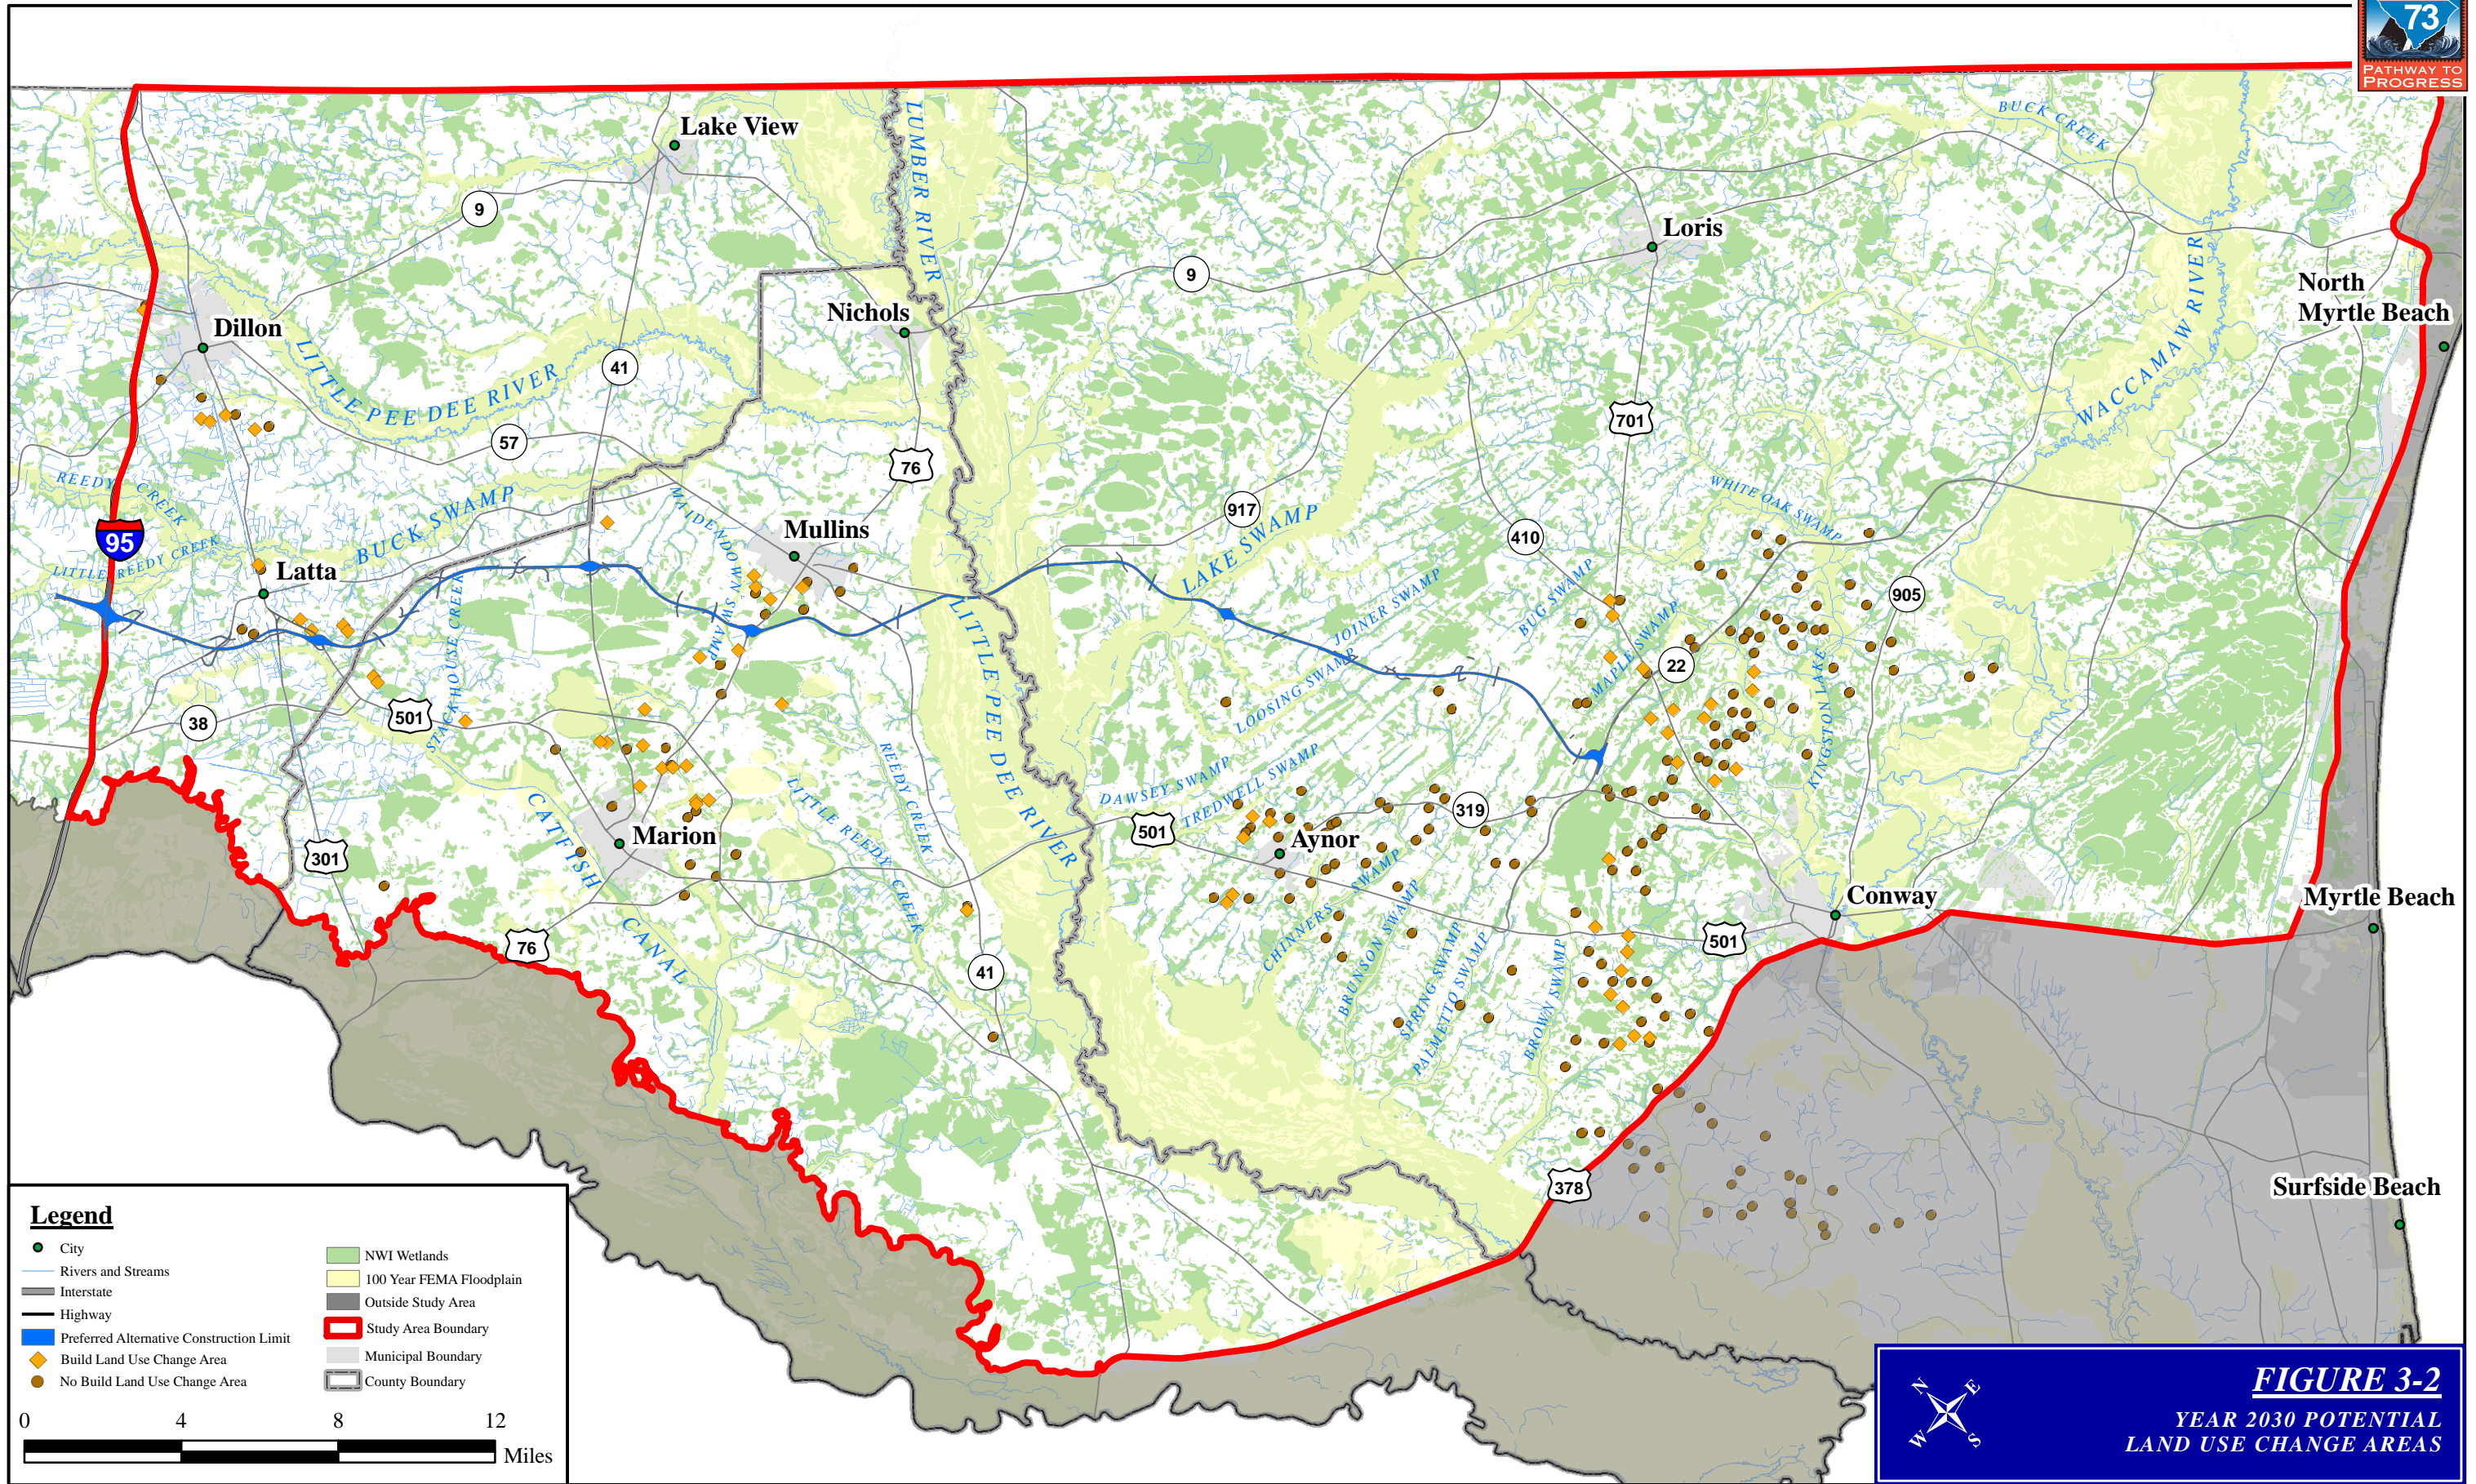 73
PATHWAY TO
PROGRESS
BUCK CREEK
Lake View
LUMBER RIVER
9
Loris
WACCAMAW RIVER
9
North
Myrtle Beach
Nichols
Dillon
LITTLE PEE DEE RIVER
41
701
57
76
REEDY CREEK
BUCK SWAMP
MAIDENDOWN SWAMP
WHITE OAK SWAMP
917
LAKE SWAMP
Mullins
410
95
LITTLE REEDY CREEK
Latta
JOINER SWAMP
BUG SWAMP
905
STACKHOUSE CREEK
LITTLE PEE DEE RIVER
MAPLE SWAMP
22
LOOSING SWAMP
KINGSTON LAKE
38
501
REEDY CREEK
DAWSEY SWAMP
TREDWELL SWAMP
CATFISH CANAL
LITTLE REEDY CREEK
319
Marion
501
Aynor
301
CHINNERS SWAMP
BRUNSON SWAMP
Conway
Myrtle Beach
76
501
SPRING SWAMP
PALMETTO SWAMP
BROWN SWAMP
41
378
Surfside Beach
Legend
City
Rivers and Streams
Interstate
Highway
Preferred Alternative Construction Limit
Build Land Use Change Area
No Build Land Use Change Area
NWI Wetlands
100 Year FEMA Floodplain
Outside Study Area
Study Area Boundary
Municipal Boundary
County Boundary
0 4 8 12
Miles
N E
W S
FIGURE 3-2
YEAR 2030 POTENTIAL
LAND USE CHANGE AREAS